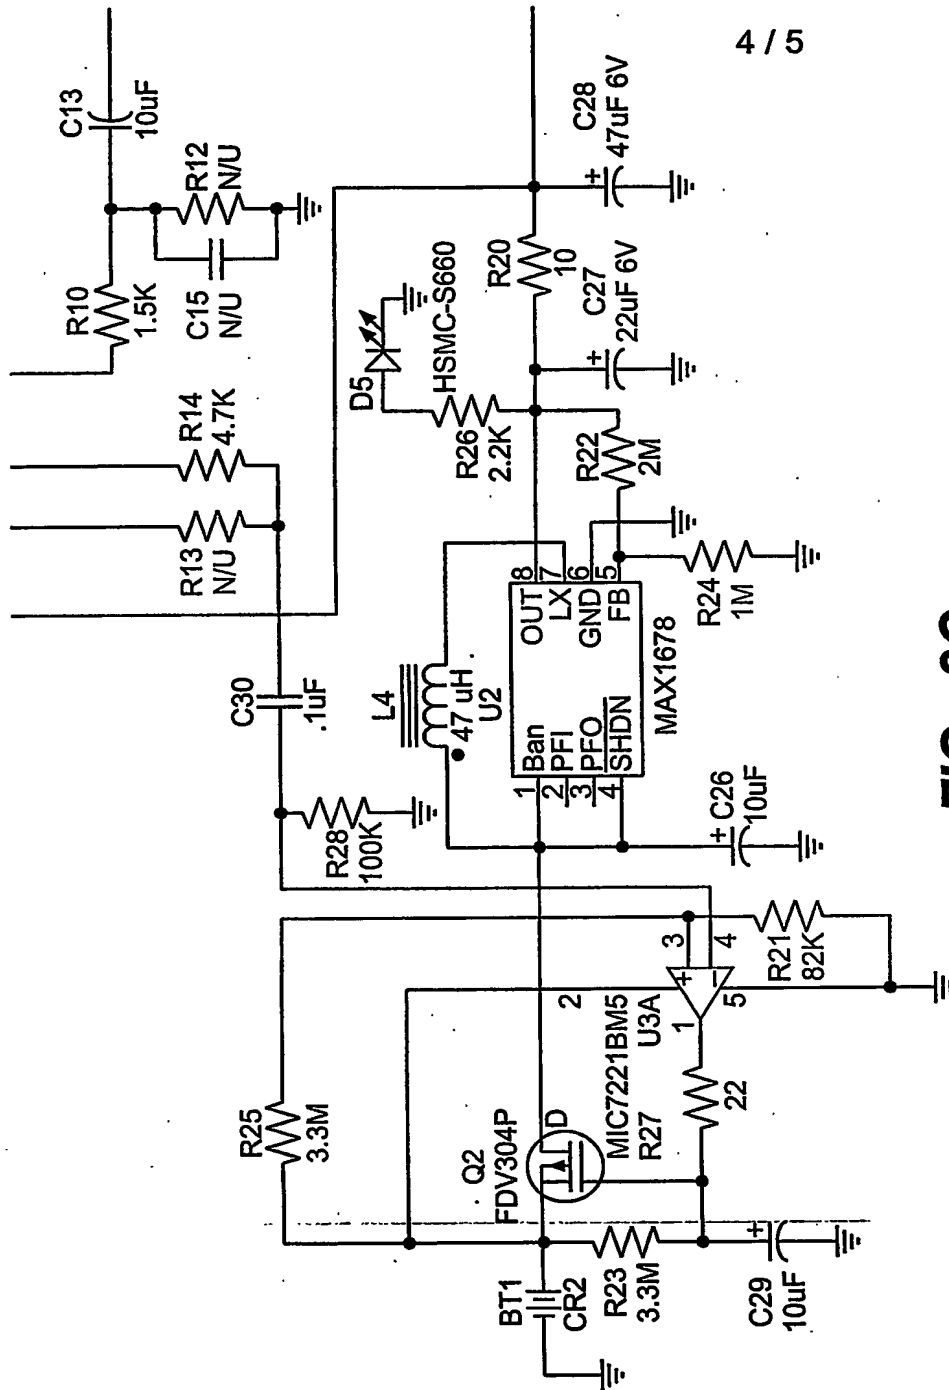 4 / 5
C13
10uF
R12
N/U
R10
1.5K
C15
N/U
C28
47uF 6V
R14
4.7K
R13
N/U
D5
HSMC-S660
R20
10
C27
22uF 6V
R26
2.2K
R22
2M
C30
.1uF
L4
47 uH
U2
OUT 8
LX 7
GND 6
FB 5
1 Ban
2 PFI
3 PFO
4 SHDN
MAX1678
R24
1M
R28
100K
C26
10uF
R25
3.3M
2
3
4
+
–
5
1
MIC7221BM5
U3A
R21
82K
R27
22
Q2
FDV304P
D
BT1
CR2
R23
3.3M
C29
10uF